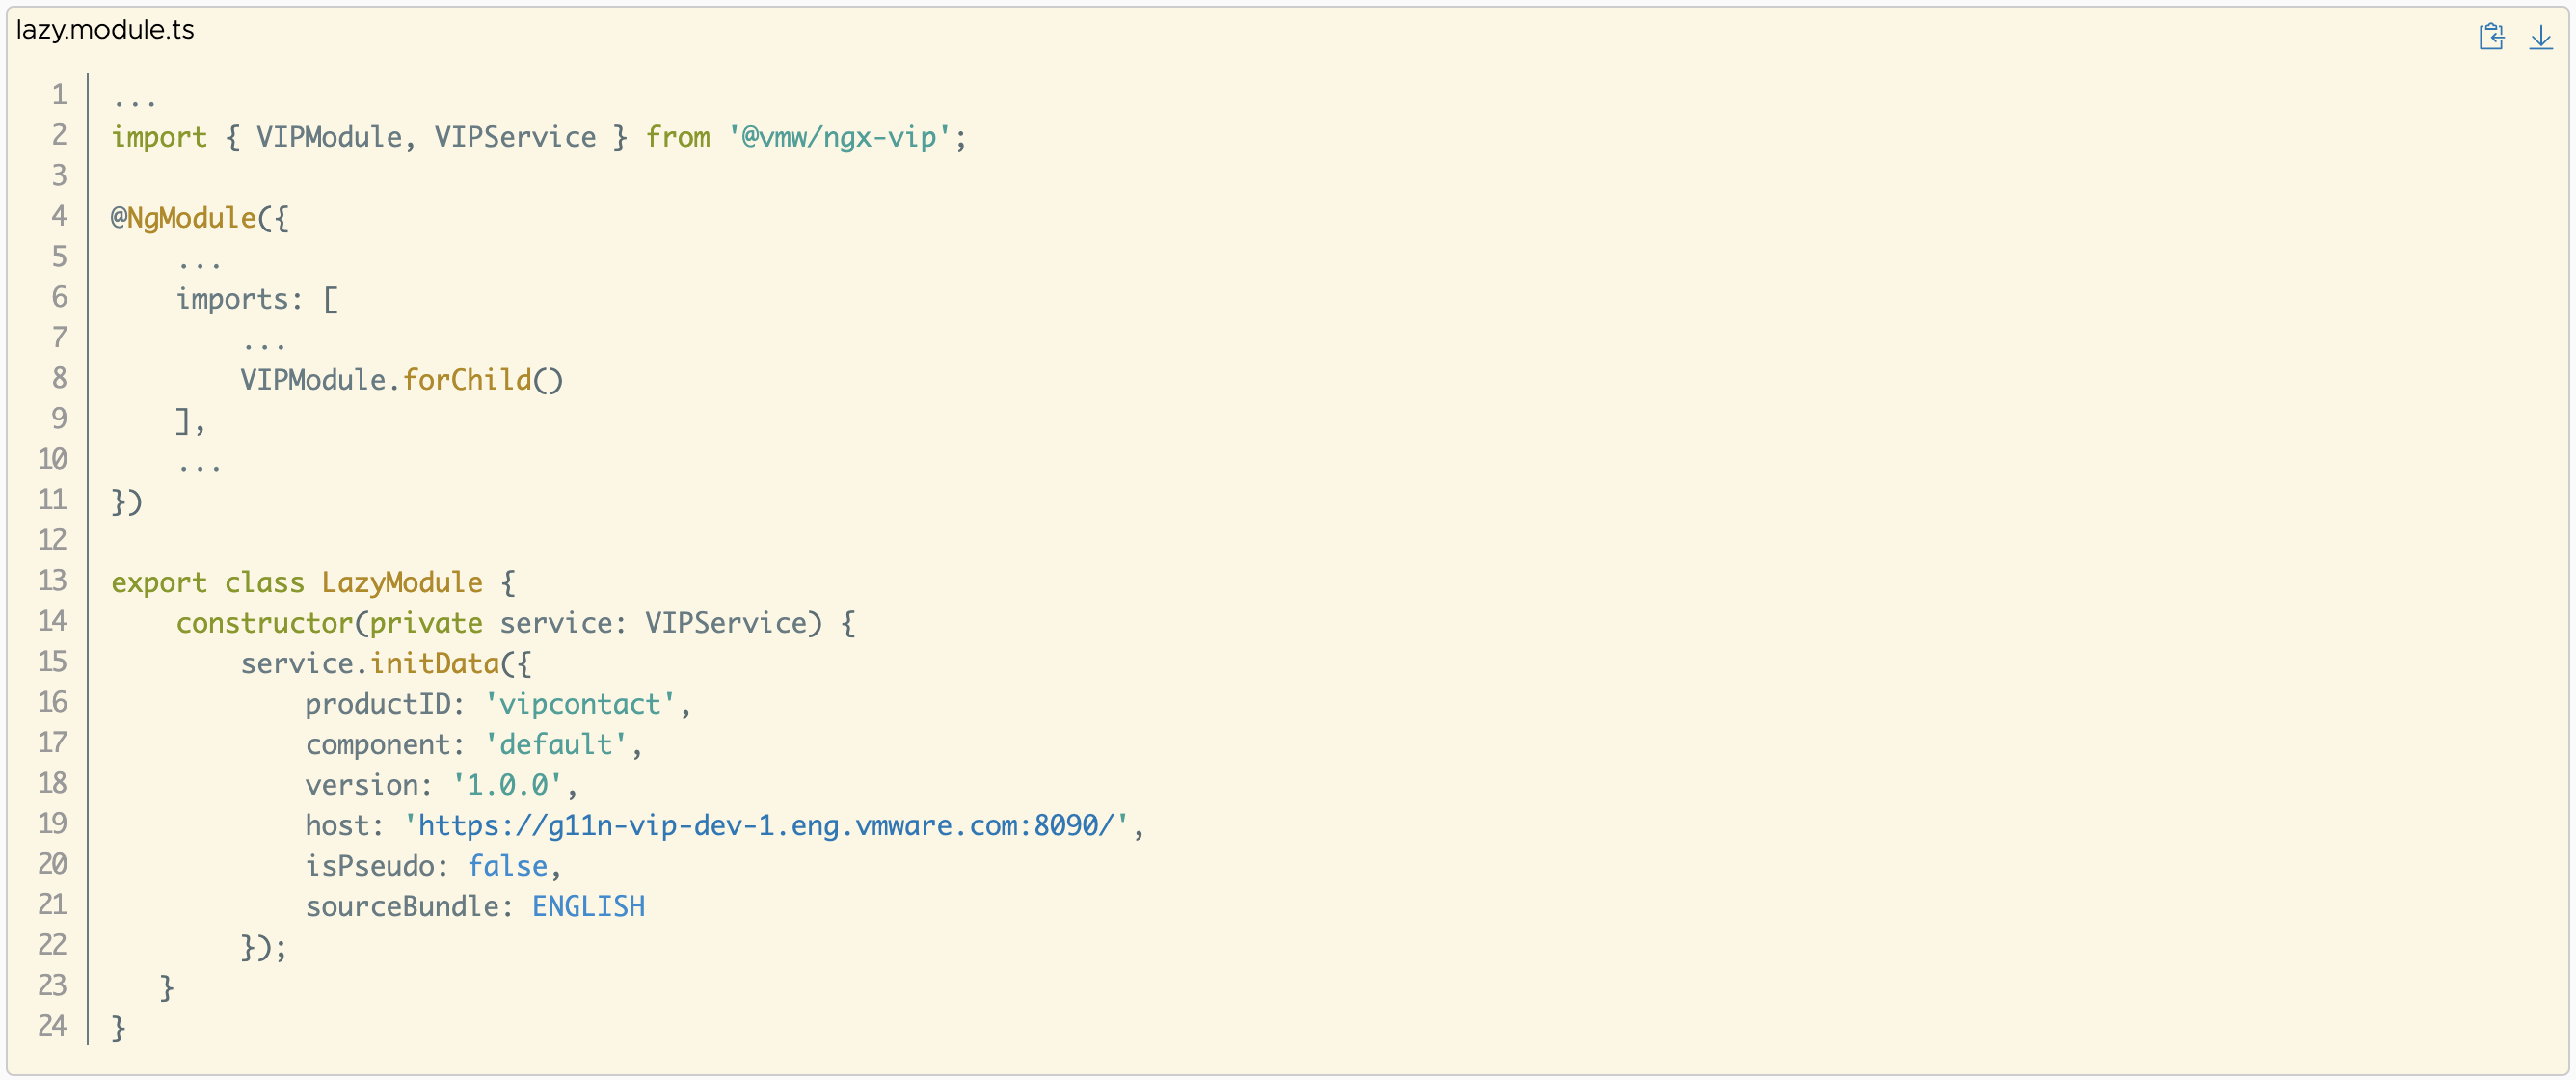 lazy.module.ts
1 ...
2 import { VIPModule, VIPService } from '@vmw/ngx-vip';
3
4 @NgModule({
5     ...
6     imports: [
7         ...
8         VIPModule.forChild()
9     ],
10     ...
11 })
12
13 export class LazyModule {
14     constructor(private service: VIPService) {
15         service.initData({
16             productID: 'vipcontact',
17             component: 'default',
18             version: '1.0.0',
19             host: 'https://g11n-vip-dev-1.eng.vmware.com:8090/',
20             isPseudo: false,
21             sourceBundle: ENGLISH
22         });
23    }
24 }